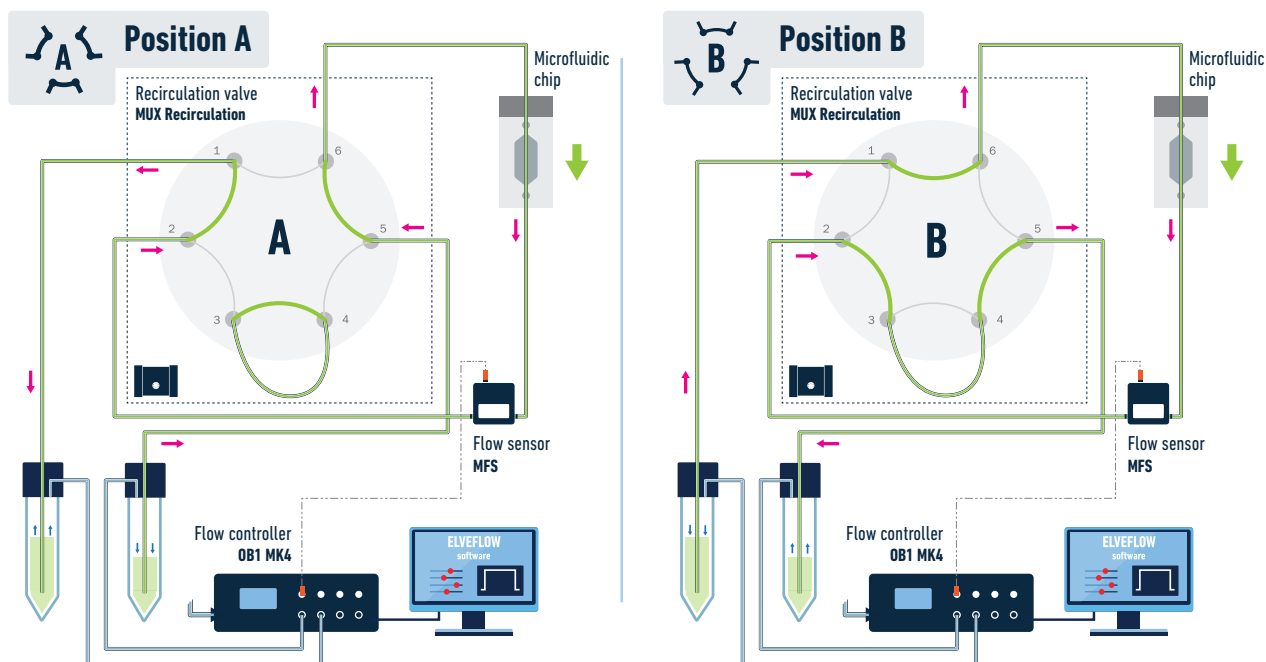 A
Position A
Recirculation valve
MUX Recirculation
Microfluidic
chip
1
6
2
5
A
3
4
Flow sensor
MFS
Flow controller
OB1 MK4
ELVEFLOW
software
B
Position B
Recirculation valve
MUX Recirculation
Microfluidic
chip
1
6
2
5
B
3
4
Flow sensor
MFS
Flow controller
OB1 MK4
ELVEFLOW
software